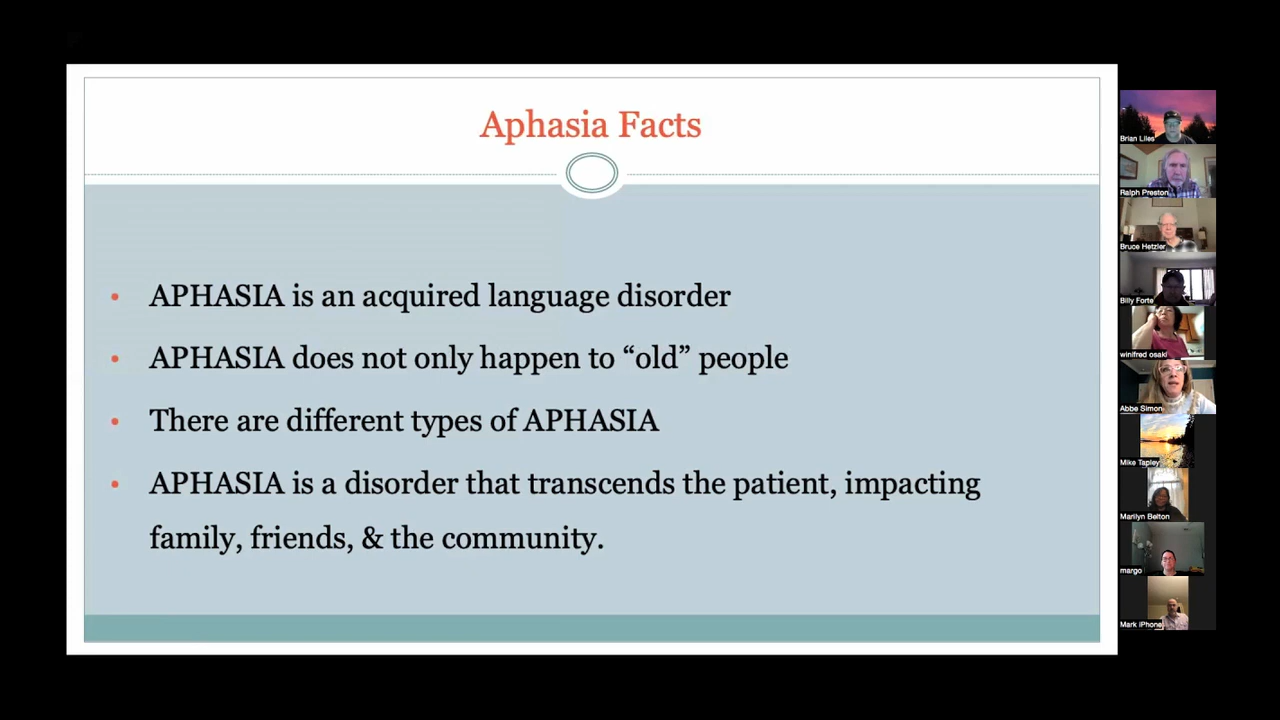 Aphasia Facts
• APHASIA is an acquired language disorder
• APHASIA does not only happen to “old” people
• There are different types of APHASIA
• APHASIA is a disorder that transcends the patient, impacting
family, friends, & the community.
Brian Liles
Ralph Preston
Bruce Hetzler
Billy Forte
winifred osaki
Abbe Simon
Mike Tapley
Marilyn Belton
margo
Mark iPhone